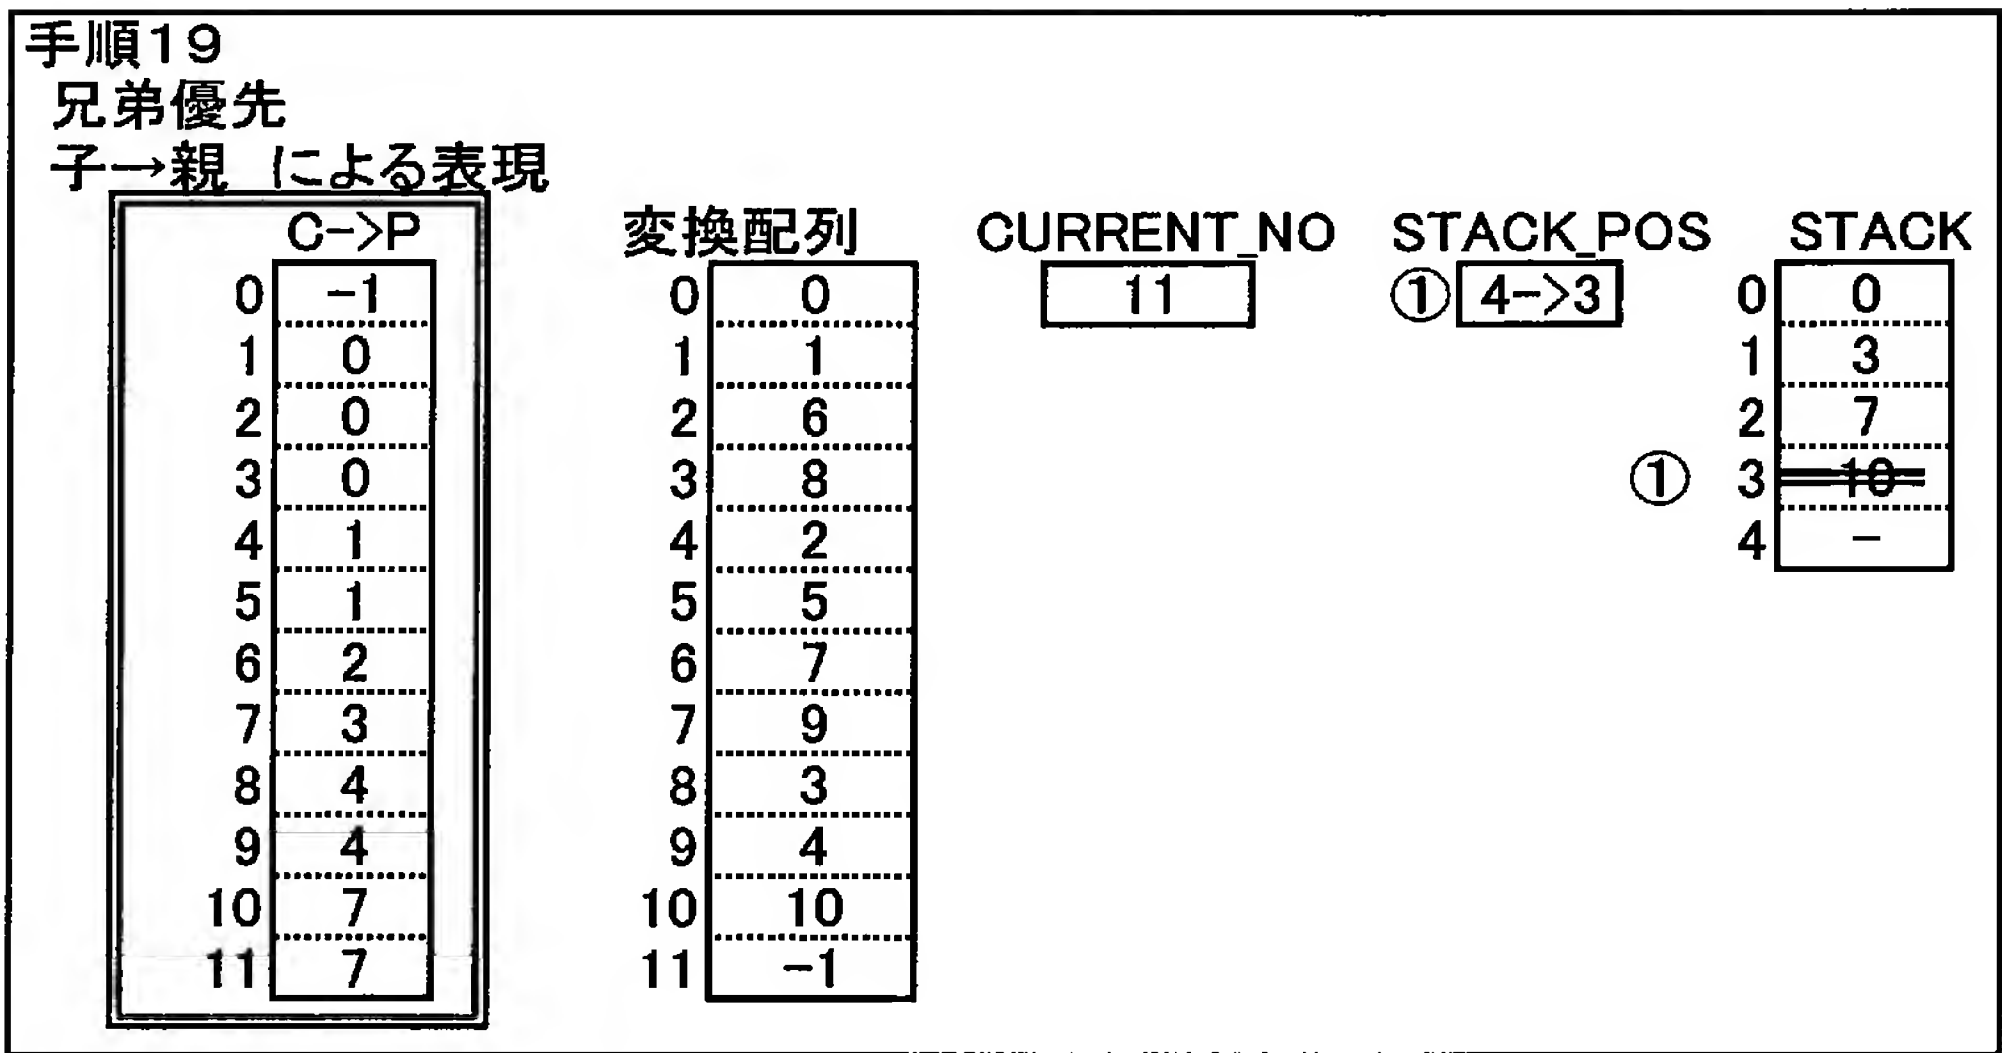 手順19
兄弟優先
子→親 による表現
C->P 変換配列 CURRENT_NO STACK_POS STACK
0 -1 0 0 11 ① 4->3 0 0
1 0 1 1 1 3
2 0 2 6 2 7
3 0 3 8 ① 3 10
4 1 4 2 4 -
5 1 5 5
6 2 6 7
7 3 7 9
8 4 8 3
9 4 9 4
10 7 10 10
11 7 11 -1